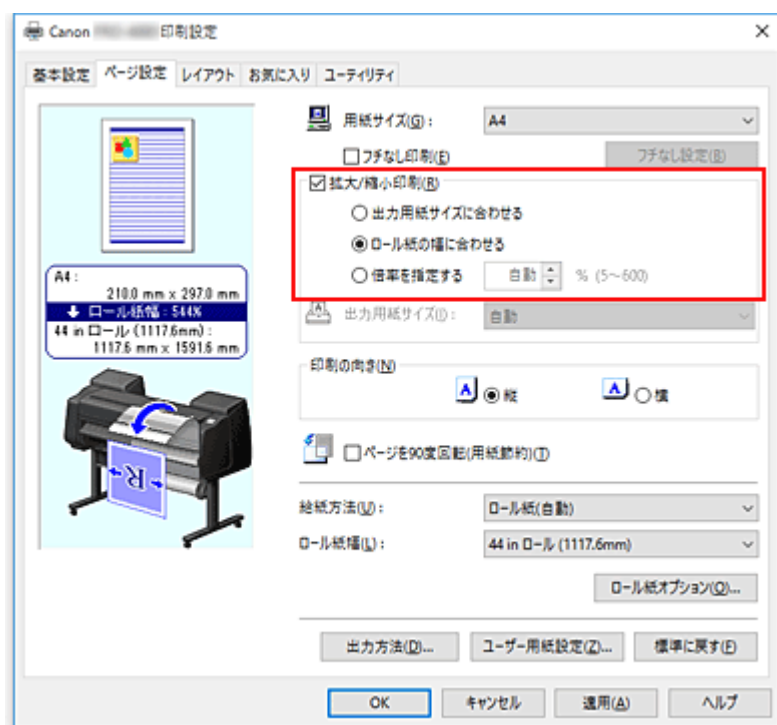 Canon 印刷設定
基本設定 ページ設定 レイアウト お気に入り ユーティリティ
用紙サイズ(G): A4
フチなし印刷(E) フチなし設定(B)
拡大/縮小印刷(R)
出力用紙サイズに合わせる
ロール紙の幅に合わせる
倍率を指定する 自動 % (5～600)
出力用紙サイズ(I): 自動
A4:
210.0 mm x 297.0 mm
ロール紙幅: 544%
44 in ロール (1117.6mm):
1117.6 mm x 1591.6 mm
印刷の向き(N)
A 縦 A 横
R
ページを90度回転(用紙節約)(T)
給紙方法(U): ロール紙(自動)
ロール紙幅(L): 44 in ロール (1117.6mm)
ロール紙オプション(O)...
出力方法(D)... ユーザー用紙設定(Z)... 標準に戻す(F)
OK キャンセル 適用(A) ヘルプ